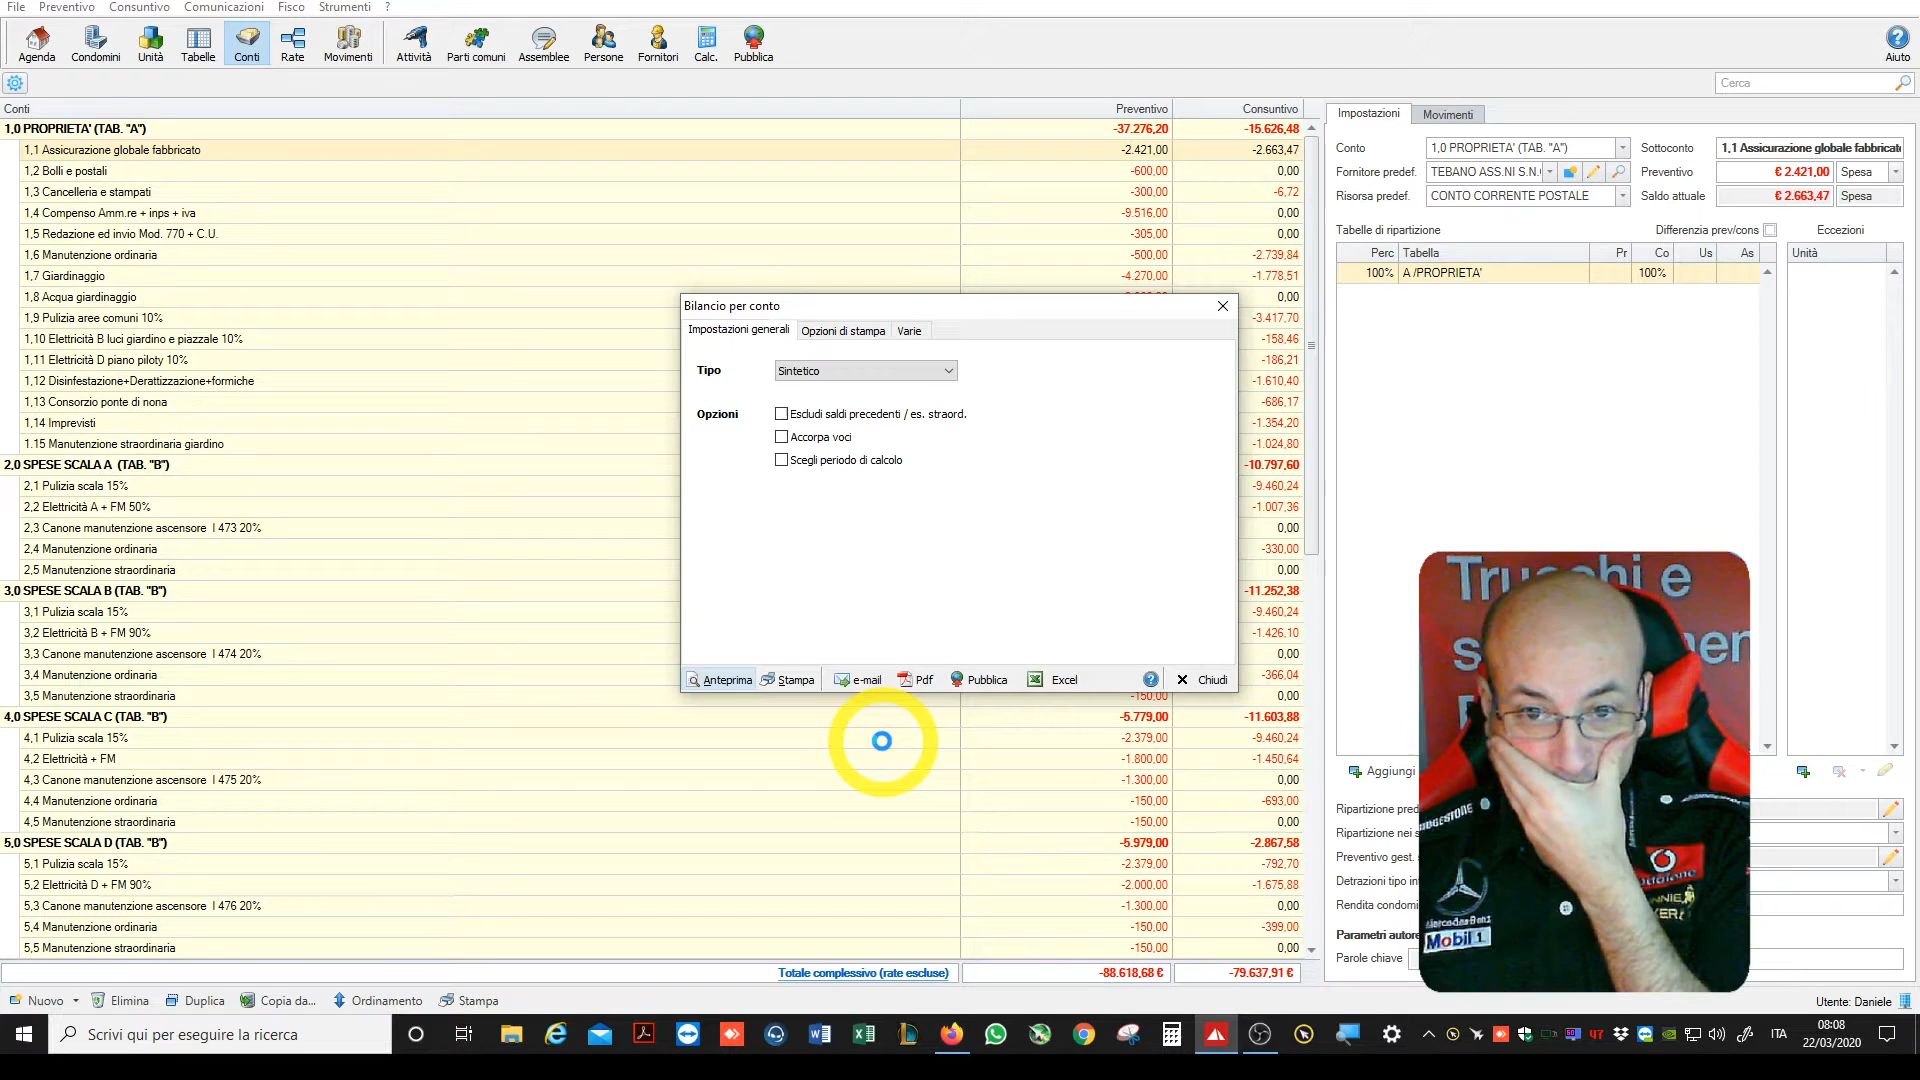 File Preventivo Consuntivo Comunicazioni Fisco Strumenti ?
Agenda Condomini Unità Tabelle Conti Rate Movimenti Attività Parti comuni Assemblee Persone Fornitori Calc. Pubblica Aiuto
Cerca
Conti Preventivo Consuntivo
1,0 PROPRIETA' (TAB. "A") -37.276,20 -15.626,48
1,1 Assicurazione globale fabbricato -2.421,00 -2.663,47
1,2 Bolli e postali -600,00 0,00
1,3 Cancelleria e stampati -300,00 -6,72
1,4 Compenso Amm.re + inps + iva -9.516,00 0,00
1,5 Redazione ed invio Mod. 770 + C.U. -305,00 0,00
1,6 Manutenzione ordinaria -500,00 -2.739,84
1,7 Giardinaggio -4.270,00 -1.778,51
1,8 Acqua giardinaggio 0,00
1,9 Pulizia aree comuni 10% -3.417,70
1,10 Elettricità B luci giardino e piazzale 10% -158,46
1,11 Elettricità D piano piloty 10% -186,21
1,12 Disinfestazione+Derattizzazione+formiche -1.610,40
1,13 Consorzio ponte di nona -686,17
1,14 Imprevisti -1.354,20
1.15 Manutenzione straordinaria giardino -1.024,80
2,0 SPESE SCALA A (TAB. "B") -10.797,60
2,1 Pulizia scala 15% -9.460,24
2,2 Elettricità A + FM 50% -1.007,36
2,3 Canone manutenzione ascensore I 473 20% 0,00
2,4 Manutenzione ordinaria -330,00
2,5 Manutenzione straordinaria 0,00
3,0 SPESE SCALA B (TAB. "B") -11.252,38
3,1 Pulizia scala 15% -9.460,24
3,2 Elettricità B + FM 90% -1.426,10
3,3 Canone manutenzione ascensore I 474 20% 0,00
3,4 Manutenzione ordinaria -366,04
3,5 Manutenzione straordinaria -150,00 0,00
4,0 SPESE SCALA C (TAB. "B") -5.779,00 -11.603,88
4,1 Pulizia scala 15% -2.379,00 -9.460,24
4,2 Elettricità + FM -1.800,00 -1.450,64
4,3 Canone manutenzione ascensore I 475 20% -1.300,00 0,00
4,4 Manutenzione ordinaria -150,00 -693,00
4,5 Manutenzione straordinaria -150,00 0,00
5,0 SPESE SCALA D (TAB. "B") -5.979,00 -2.867,58
5,1 Pulizia scala 15% -2.379,00 -792,70
5,2 Elettricità D + FM 90% -2.000,00 -1.675,88
5,3 Canone manutenzione ascensore I 476 20% -1.300,00 0,00
5,4 Manutenzione ordinaria -150,00 -399,00
5,5 Manutenzione straordinaria -150,00 0,00
Totale complessivo (rate escluse) -88.618,68 € -79.637,91 €
Bilancio per conto
Impostazioni generali Opzioni di stampa Varie
Tipo Sintetico
Opzioni Escludi saldi precedenti / es. straord.
Accorpa voci
Scegli periodo di calcolo
Anteprima Stampa e-mail Pdf Pubblica Excel Chiudi
Impostazioni Movimenti
Conto 1,0 PROPRIETA' (TAB. "A") Sottoconto 1,1 Assicurazione globale fabbricato
Fornitore predef. TEBANO ASS.NI S.N. Preventivo € 2.421,00 Spesa
Risorsa predef. CONTO CORRENTE POSTALE Saldo attuale € 2.663,47 Spesa
Tabelle di ripartizione Differenzia prev/cons Eccezioni
Perc Tabella Pr Co Us As Unità
100% A /PROPRIETA' 100%
Aggiungi
Ripartizione pred
Ripartizione nei s
Preventivo gest.
Detrazioni tipo in
Rendita condomi
Parametri autore
Parole chiave
Trucchi e
BRIDGESTONE
vodafone
Mercedes-Benz
Mobil 1
Nuovo Elimina Duplica Copia da... Ordinamento Stampa Utente: Daniele
Scrivi qui per eseguire la ricerca ITA 08:08
22/03/2020